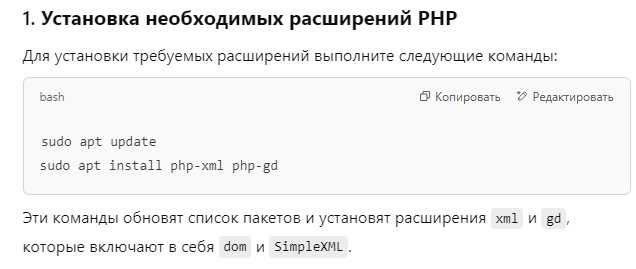 1. Установка необходимых расширений PHP
Для установки требуемых расширений выполните следующие команды:
bash
Копировать
Редактировать
sudo apt update
sudo apt install php-xml php-gd
Эти команды обновят список пакетов и установят расширения xml и gd,
которые включают в себя dom и SimpleXML.